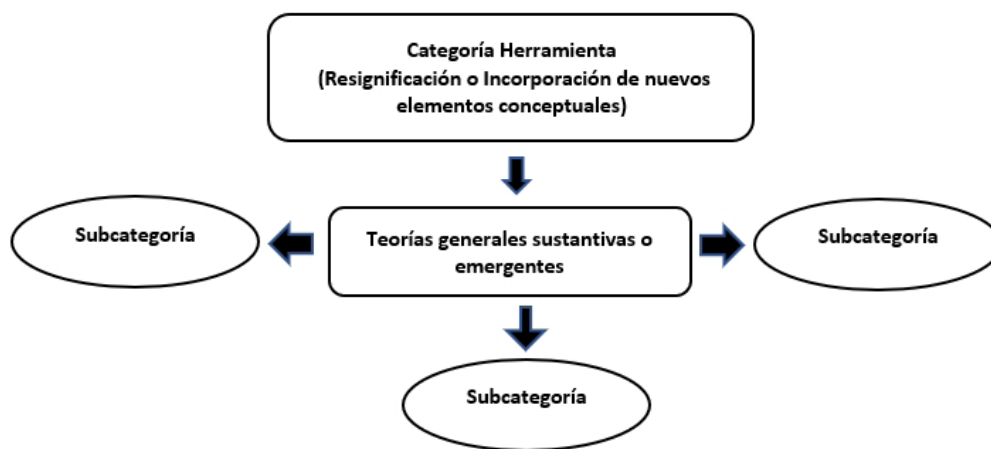 Categoría Herramienta
(Resignificación o Incorporación de nuevos
elementos conceptuales)
Subcategoría
Teorías generales sustantivas o
emergentes
Subcategoría
Subcategoría